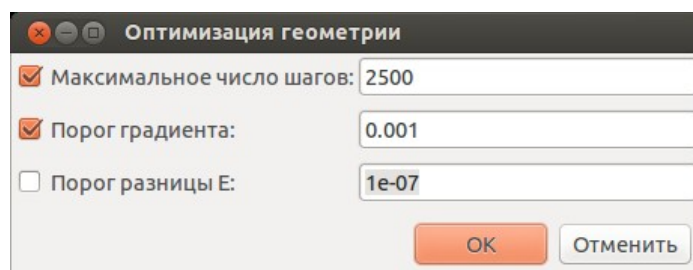 Оптимизация геометрии
Максимальное число шагов: 2500
Порог градиента: 0.001
Порог разницы E: 1e-07
OK Отменить